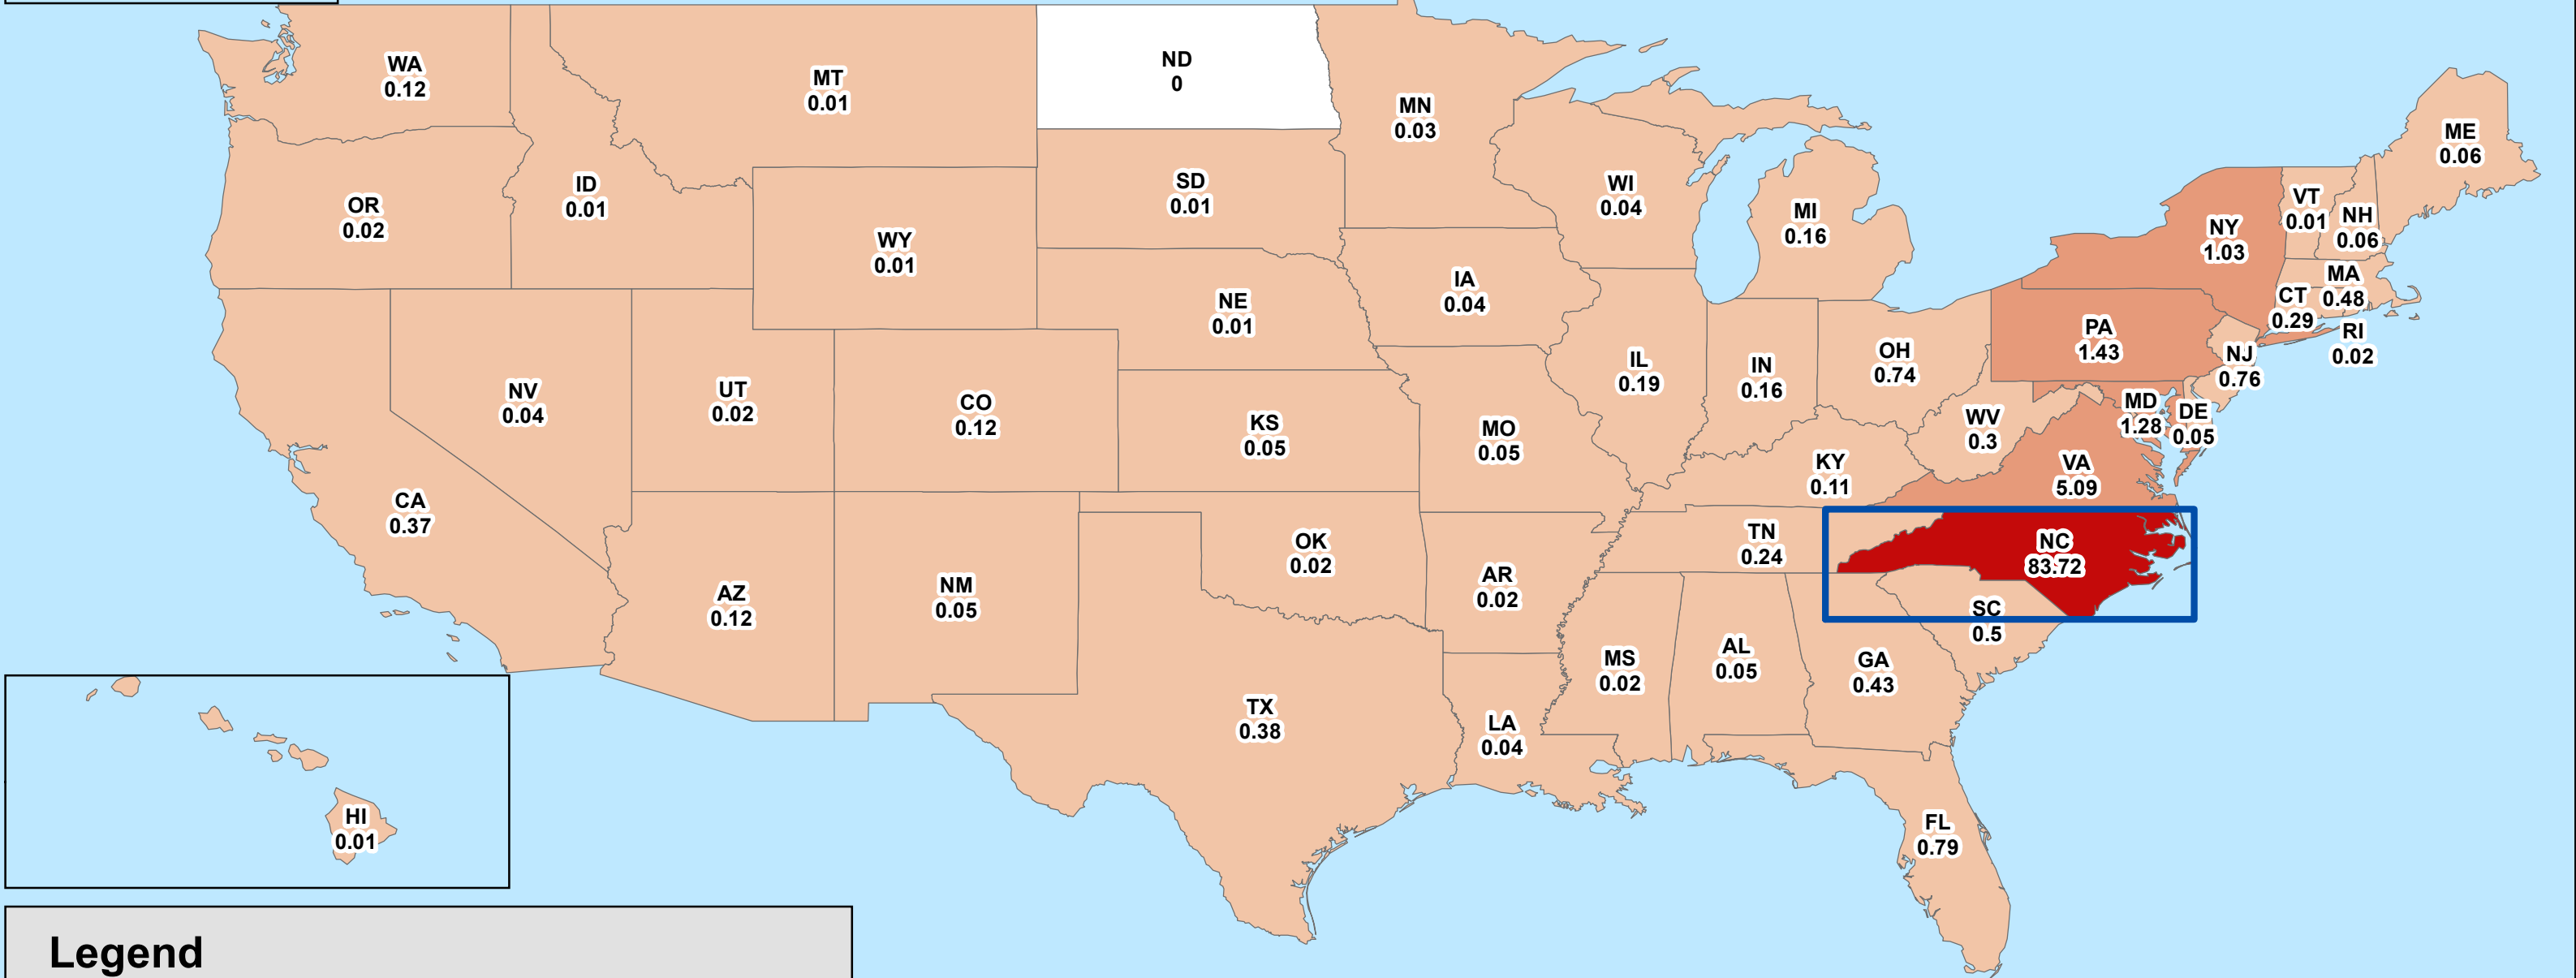 WA
0.12
MT
0.01
ND
0
MN
0.03
ME
0.06
OR
0.02
ID
0.01
SD
0.01
WI
0.04
MI
0.16
NY
1.03
VT
0.01
NH
0.06
WY
0.01
NE
0.01
IA
0.04
MA
0.48
CT
0.29
RI
0.02
PA
1.43
NJ
0.76
NV
0.04
UT
0.02
CO
0.12
KS
0.05
MO
0.05
IL
0.19
IN
0.16
OH
0.74
WV
0.3
MD
1.28
DE
0.05
VA
5.09
KY
0.11
CA
0.37
AZ
0.12
NM
0.05
OK
0.02
AR
0.02
TN
0.24
NC
83.72
SC
0.5
MS
0.02
AL
0.05
GA
0.43
TX
0.38
LA
0.04
FL
0.79
HI
0.01
Legend